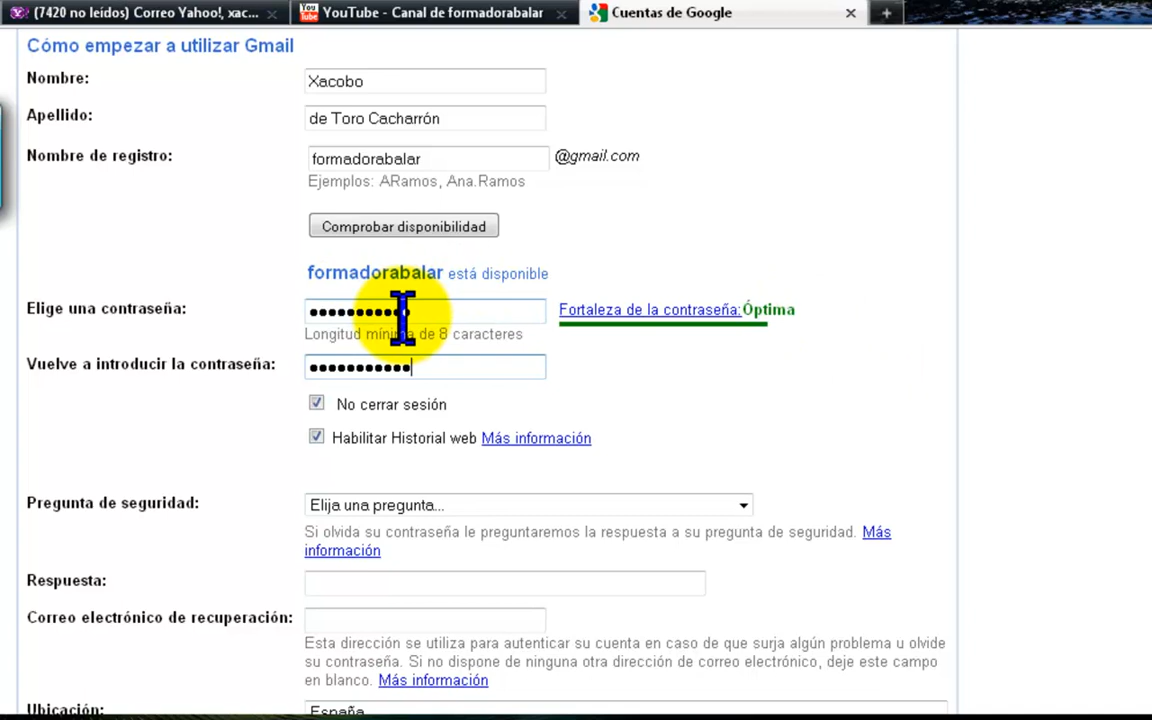 (7420 no leídos) Correo Yahoo!, xac...
YouTube - Canal de formadorabalar
Cuentas de Google
Cómo empezar a utilizar Gmail
Nombre:
Xacobo
Apellido:
de Toro Cacharrón
Nombre de registro:
formadorabalar
@gmail.com
Ejemplos: ARamos, Ana.Ramos
Comprobar disponibilidad
formadorabalar está disponible
Elige una contraseña:
Fortaleza de la contraseña: Óptima
Longitud mínima de 8 caracteres
Vuelve a introducir la contraseña:
No cerrar sesión
Habilitar Historial web Más información
Pregunta de seguridad:
Elija una pregunta...
Si olvida su contraseña le preguntaremos la respuesta a su pregunta de seguridad. Más
información
Respuesta:
Correo electrónico de recuperación:
Esta dirección se utiliza para autenticar su cuenta en caso de que surja algún problema u olvide
su contraseña. Si no dispone de ninguna otra dirección de correo electrónico, deje este campo
en blanco. Más información
Ubicación:
España